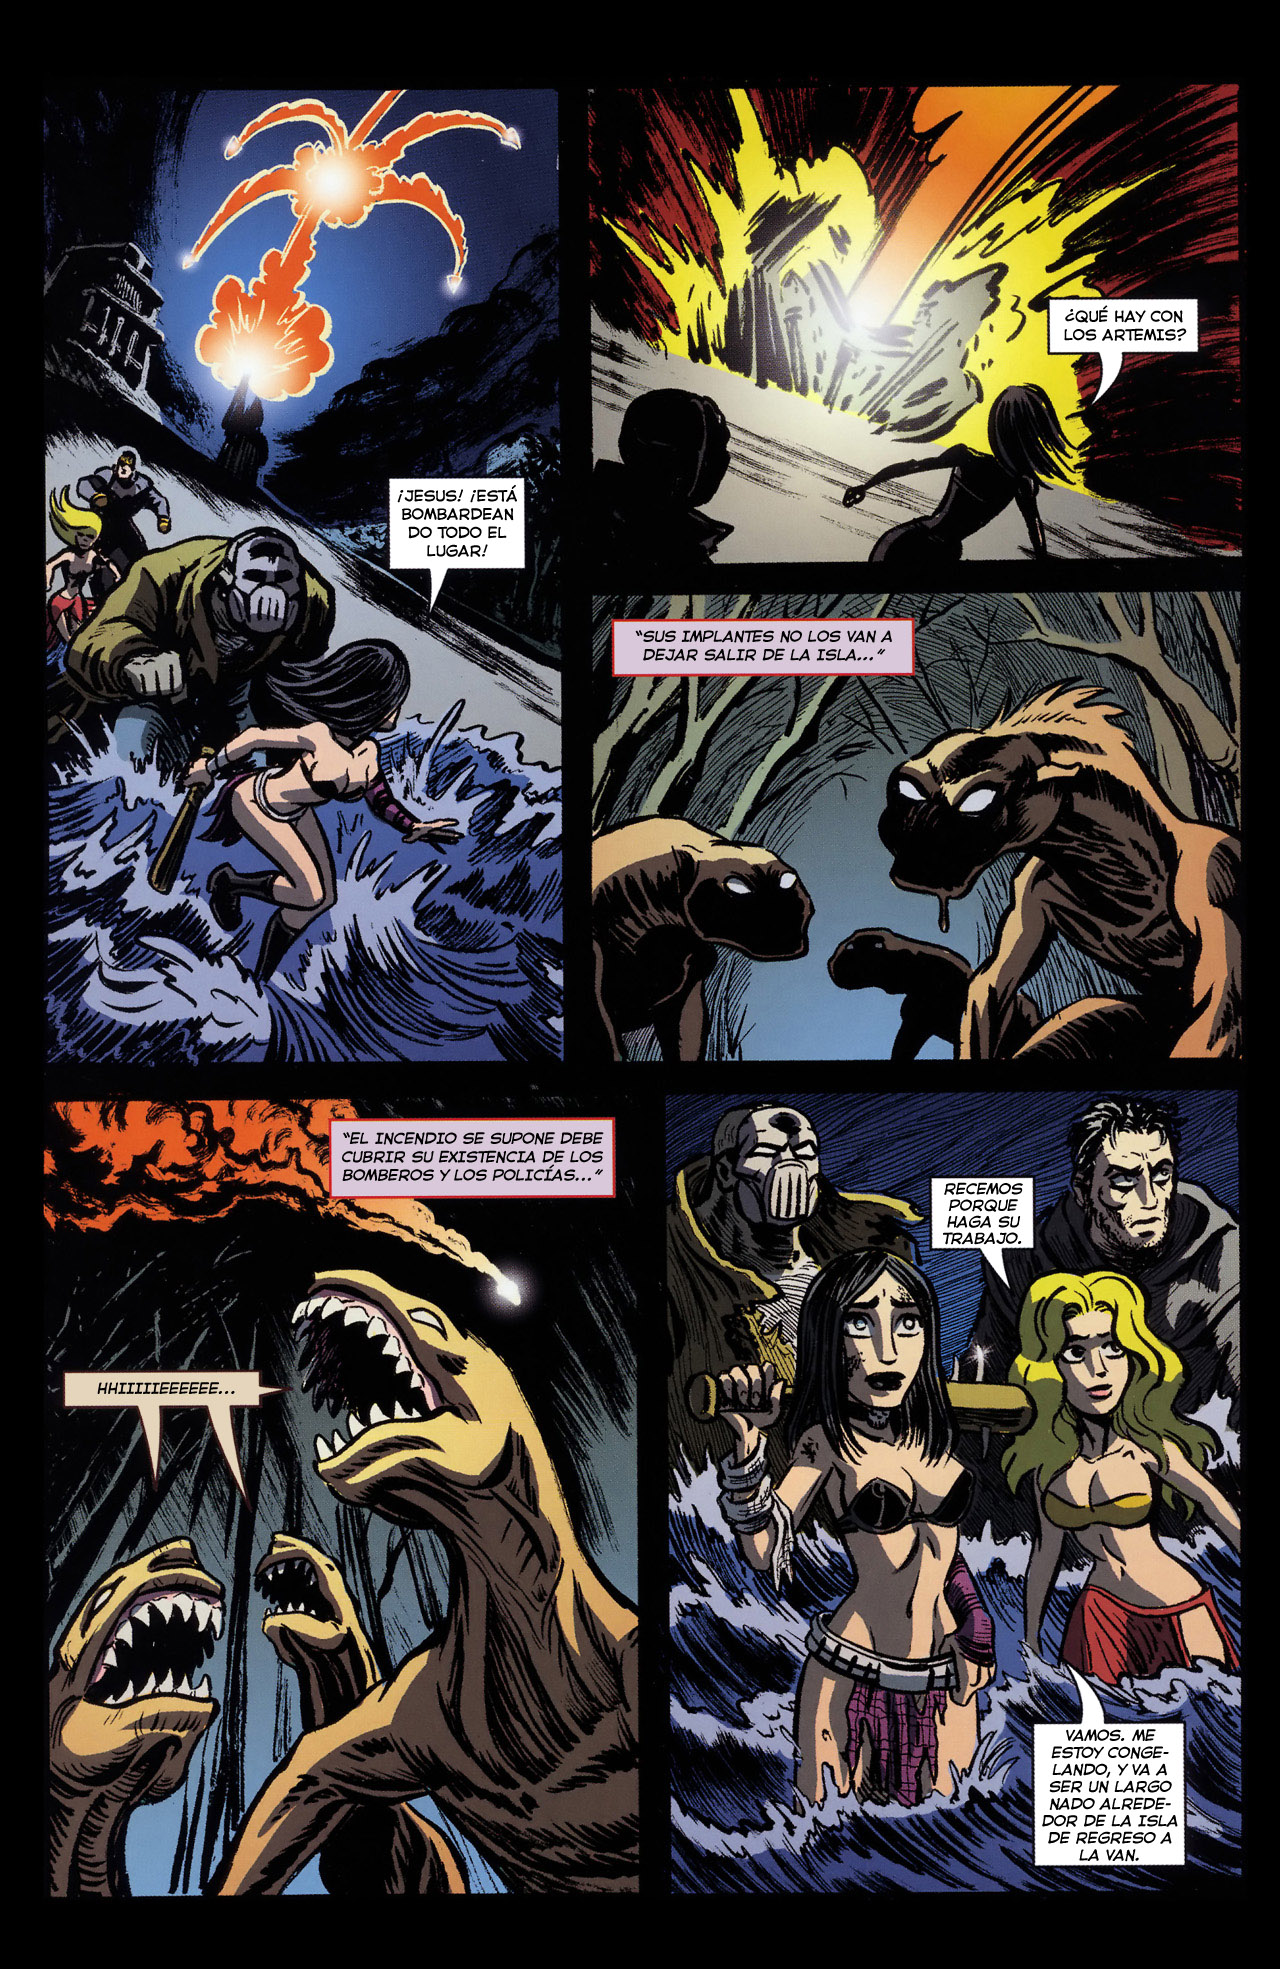 ¡JESUS! ¡ESTÁ
BOMBARDEAN
DO TODO EL
LUGAR!
¿QUÉ HAY CON
LOS ARTEMIS?
"SUS IMPLANTES NO LOS VAN A
DEJAR SALIR DE LA ISLA..."
"EL INCENDIO SE SUPONE DEBE
CUBRIR SU EXISTENCIA DE LOS
BOMBEROS Y LOS POLICÍAS..."
HHIIIIIEEEEEE...
RECEMOS
PORQUE
HAGA SU
TRABAJO.
VAMOS. ME
ESTOY CONGE-
LANDO, Y VA A
SER UN LARGO
NADO ALREDE-
DOR DE LA ISLA
DE REGRESO A
LA VAN.